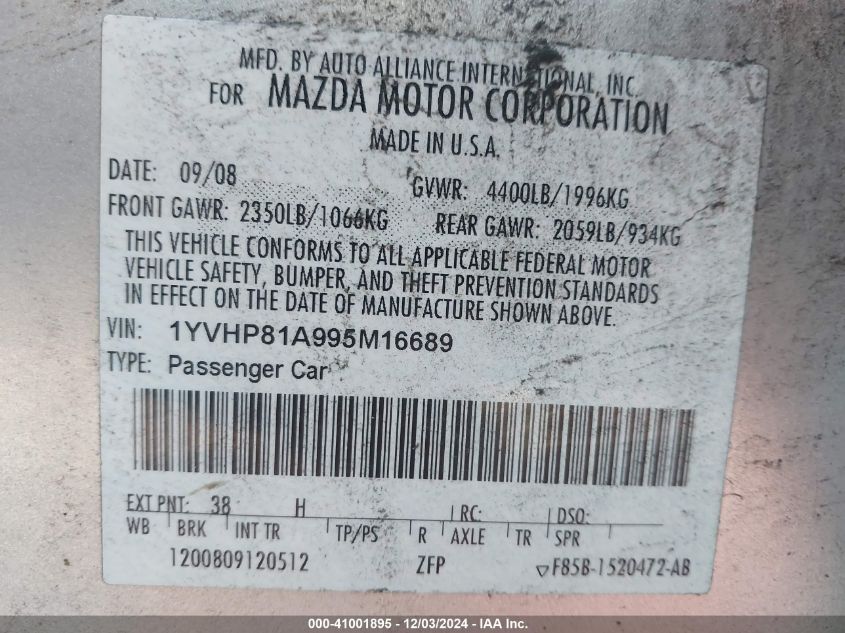 MFD. BY AUTO ALLIANCE INTERNATIONAL, INC.
FOR MAZDA MOTOR CORPORATION
MADE IN U.S.A.
DATE: 09/08 GVWR: 4400LB/1996KG
FRONT GAWR: 2350LB/1066KG REAR GAWR: 2059LB/934KG
THIS VEHICLE CONFORMS TO ALL APPLICABLE FEDERAL MOTOR
VEHICLE SAFETY, BUMPER, AND THEFT PREVENTION STANDARDS
IN EFFECT ON THE DATE OF MANUFACTURE SHOWN ABOVE.
VIN: 1YVHP81A995M16689
TYPE: Passenger Car
EXT PNT: 38 H RC: DSO:
WB BRK INT TR TP/PS R AXLE TR SPR
1200809120512 ZFP ▽F85B-1520472-AB
000-41001895 - 12/03/2024 - IAA Inc.